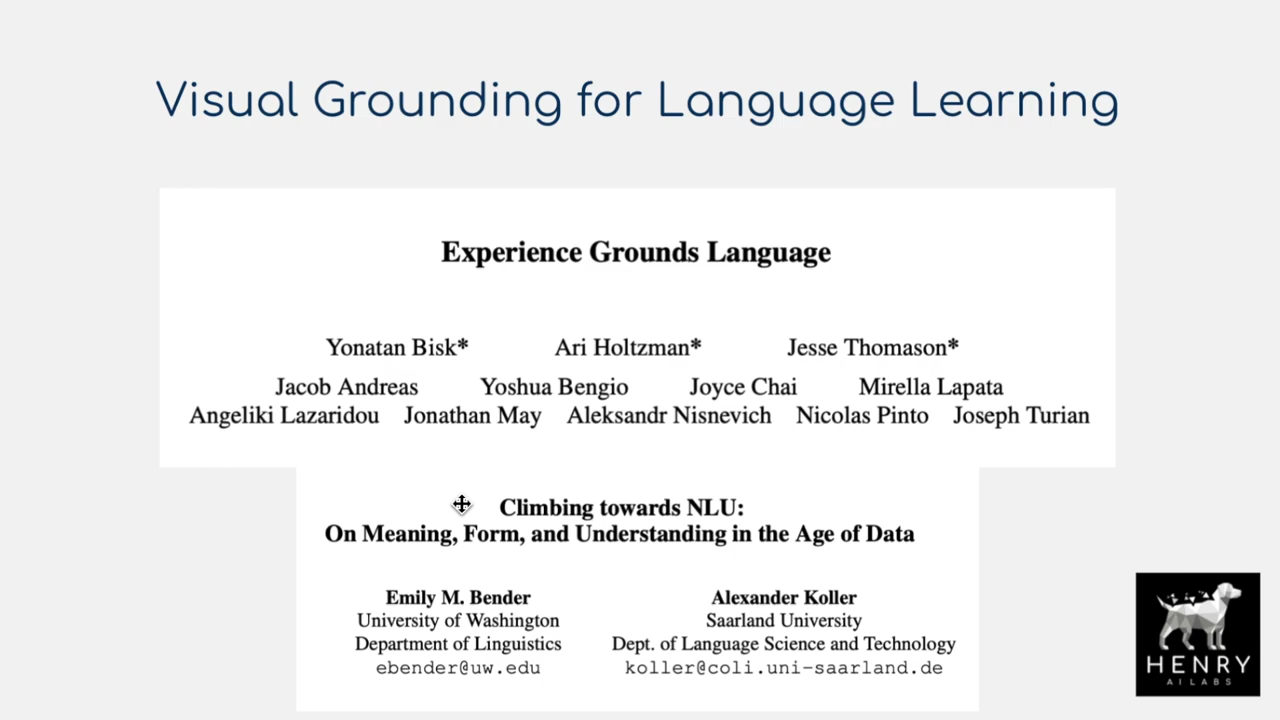 Visual Grounding for Language Learning
Experience Grounds Language
Yonatan Bisk* Ari Holtzman* Jesse Thomason*
Jacob Andreas Yoshua Bengio Joyce Chai Mirella Lapata
Angeliki Lazaridou Jonathan May Aleksandr Nisnevich Nicolas Pinto Joseph Turian
Climbing towards NLU:
On Meaning, Form, and Understanding in the Age of Data
Emily M. Bender Alexander Koller
University of Washington Saarland University
Department of Linguistics Dept. of Language Science and Technology
ebender@uw.edu koller@coli.uni-saarland.de
HENRY
AI LABS